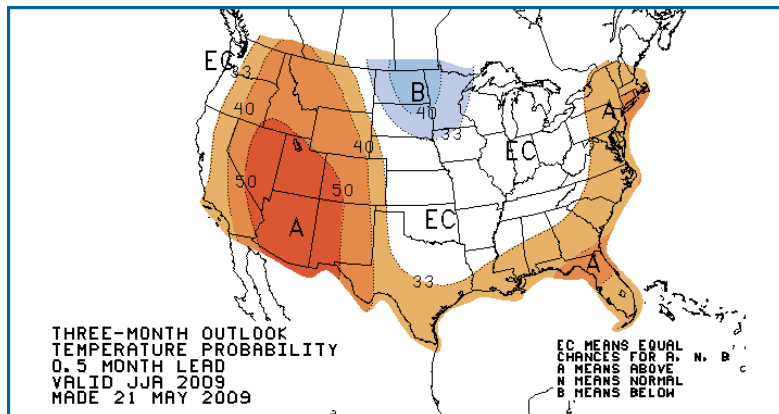 EC
33
B
40
40
33
A
EC
40
50
50
A
EC
A
33
THREE-MONTH OUTLOOK
TEMPERATURE PROBABILITY
0.5 MONTH LEAD
VALID JJA 2009
MADE 21 MAY 2009
EC MEANS EQUAL
CHANCES FOR A, N, B
A MEANS ABOVE
N MEANS NORMAL
B MEANS BELOW